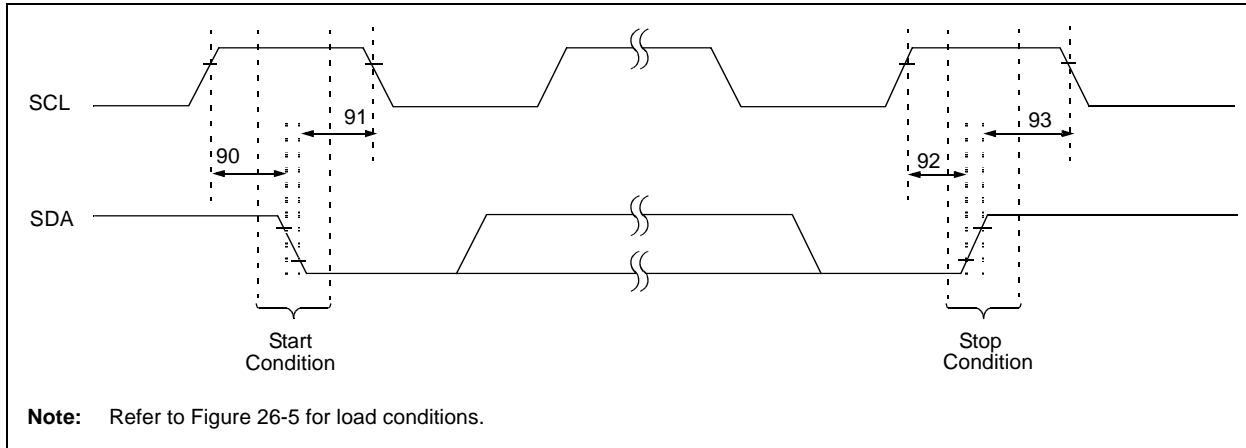 SCL
91
93
90
92
SDA
Start
Condition
Stop
Condition
Note: Refer to Figure 26-5 for load conditions.